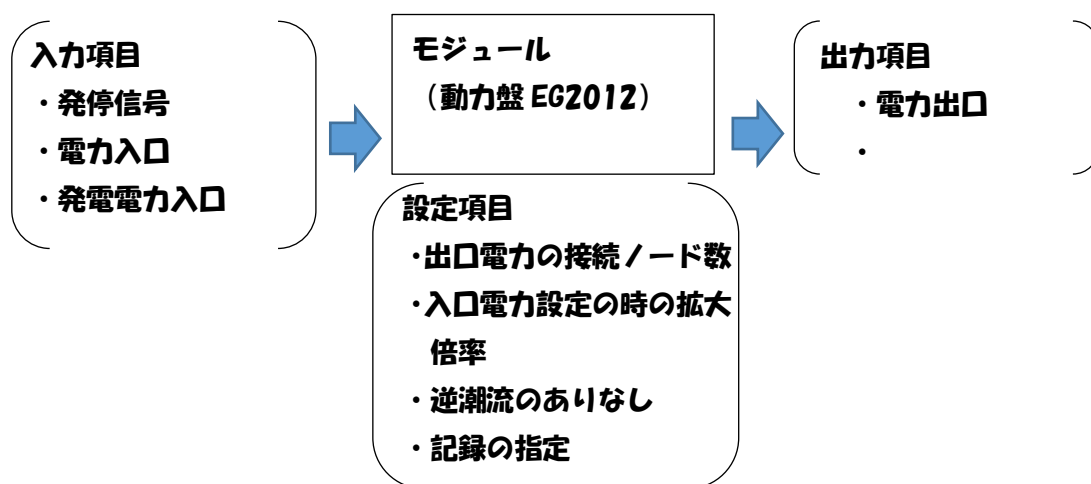 入力項目
・発停信号
・電力入口
・発電電力入口
モジュール
（動力盤 EG2012）
出力項目
・電力出口
・
設定項目
・出口電力の接続ノード数
・入口電力設定の時の拡大
倍率
・逆潮流のありなし
・記録の指定